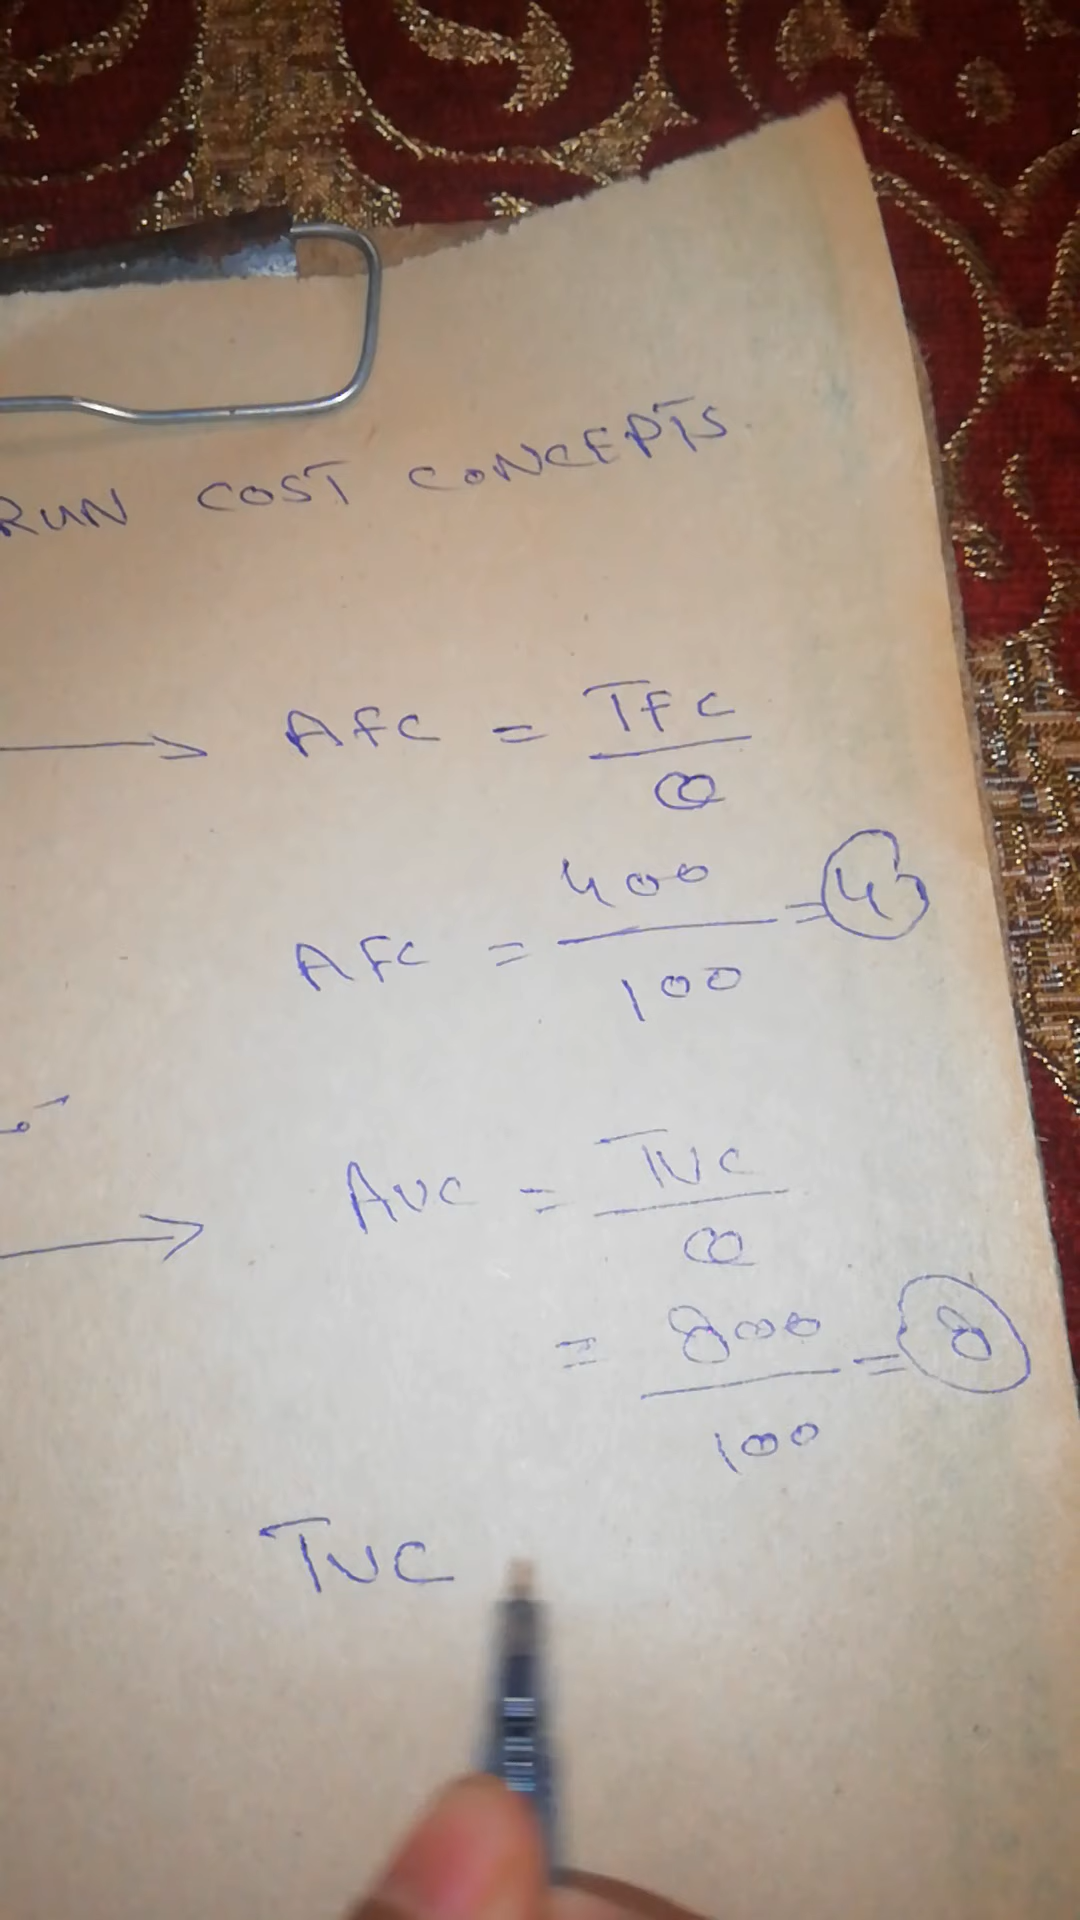 RUN COST CONCEPTS
AFC = TFC
Q
AFC = 400 = 4
100
AVC = TVC
Q
= 800 = 8
100
TVC